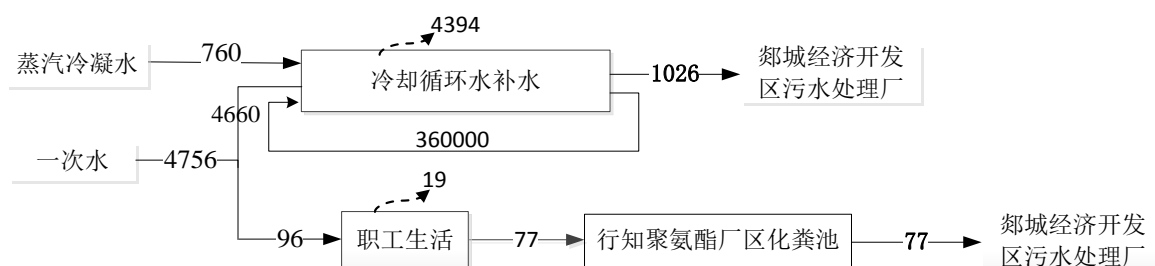 4394
蒸汽冷凝水
760
冷却循环水补水
1026
郯城经济开发
区污水处理厂
4660
360000
一次水
4756
19
96
职工生活
77
行知聚氨酯厂区化粪池
77
郯城经济开发
区污水处理厂